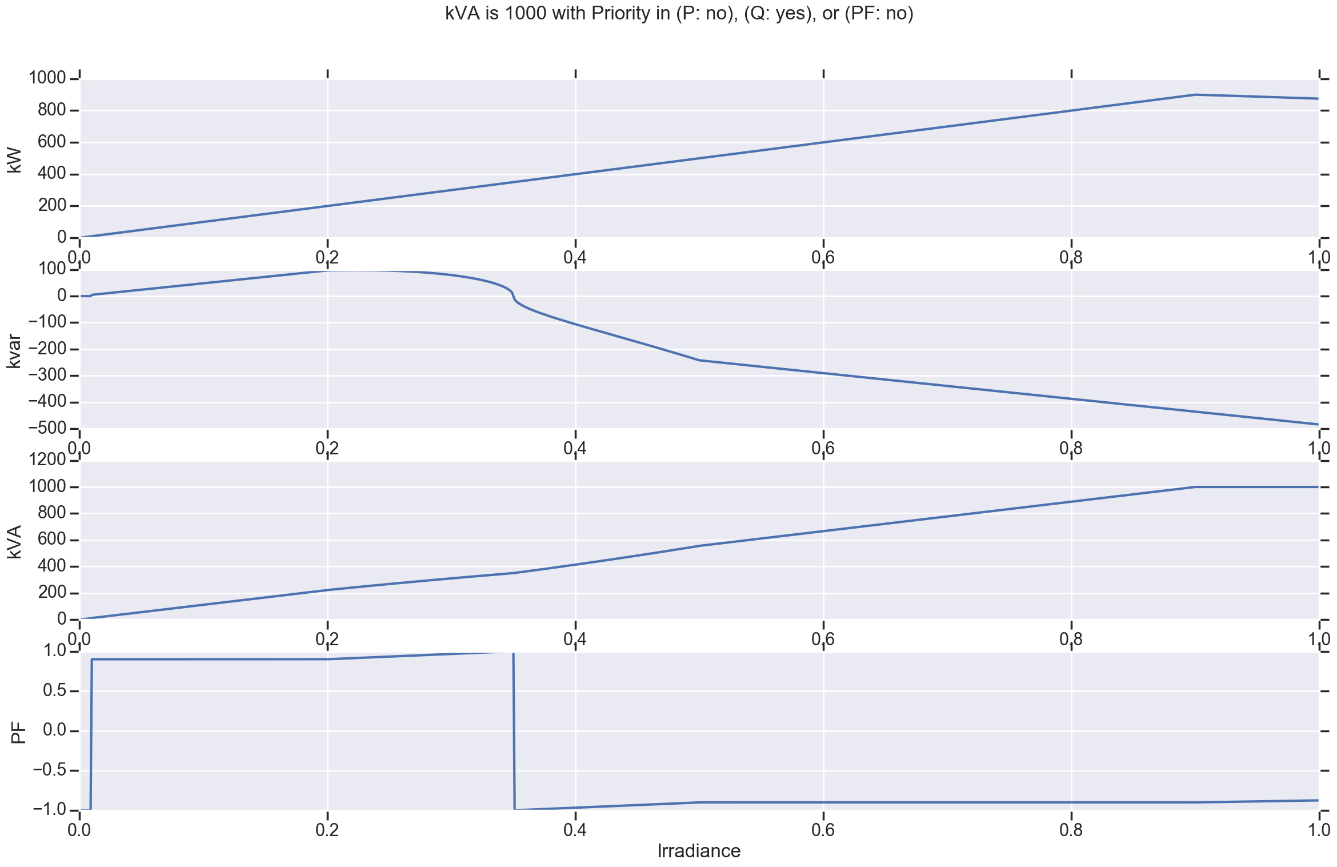 kVA is 1000 with Priority in (P: no), (Q: yes), or (PF: no)
1000
800
600
400
200
0
kW
0.0 0.2 0.4 0.6 0.8 1.0
100
0
−100
−200
−300
−400
−500
kvar
0.0 0.2 0.4 0.6 0.8 1.0
1200
1000
800
600
400
200
0
kVA
0.0 0.2 0.4 0.6 0.8 1.0
1.0
0.5
0.0
−0.5
−1.0
PF
0.0 0.2 0.4 0.6 0.8 1.0
Irradiance